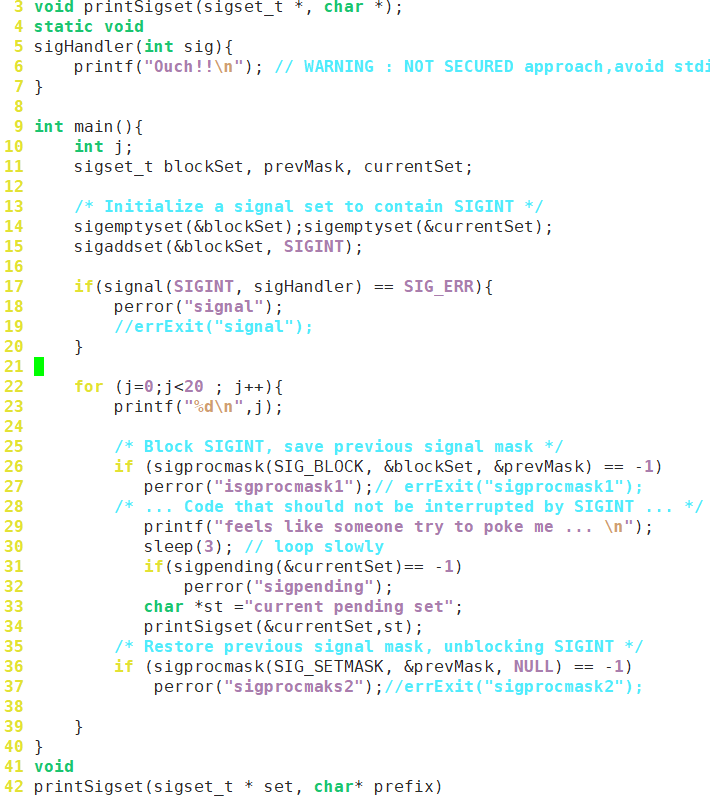 3 void printSigset(sigset_t *, char *);
4 static void
5 sigHandler(int sig){
6     printf("Ouch!!\n"); // WARNING : NOT SECURED approach,avoid stdi
7 }
8
9 int main(){
10     int j;
11     sigset_t blockSet, prevMask, currentSet;
12
13     /* Initialize a signal set to contain SIGINT */
14     sigemptyset(&blockSet);sigemptyset(&currentSet);
15     sigaddset(&blockSet, SIGINT);
16
17     if(signal(SIGINT, sigHandler) == SIG_ERR){
18         perror("signal");
19         //errExit("signal");
20     }
21
22     for (j=0;j<20 ; j++){
23         printf("%d\n",j);
24
25         /* Block SIGINT, save previous signal mask */
26         if (sigprocmask(SIG_BLOCK, &blockSet, &prevMask) == -1)
27            perror("isgprocmask1");// errExit("sigprocmask1");
28         /* ... Code that should not be interrupted by SIGINT ... */
29            printf("feels like someone try to poke me ... \n");
30            sleep(3); // loop slowly
31            if(sigpending(&currentSet)== -1)
32                perror("sigpending");
33            char *st ="current pending set";
34            printSigset(&currentSet,st);
35         /* Restore previous signal mask, unblocking SIGINT */
36         if (sigprocmask(SIG_SETMASK, &prevMask, NULL) == -1)
37             perror("sigprocmaks2");//errExit("sigprocmask2");
38
39     }
40 }
41 void
42 printSigset(sigset_t * set, char* prefix)